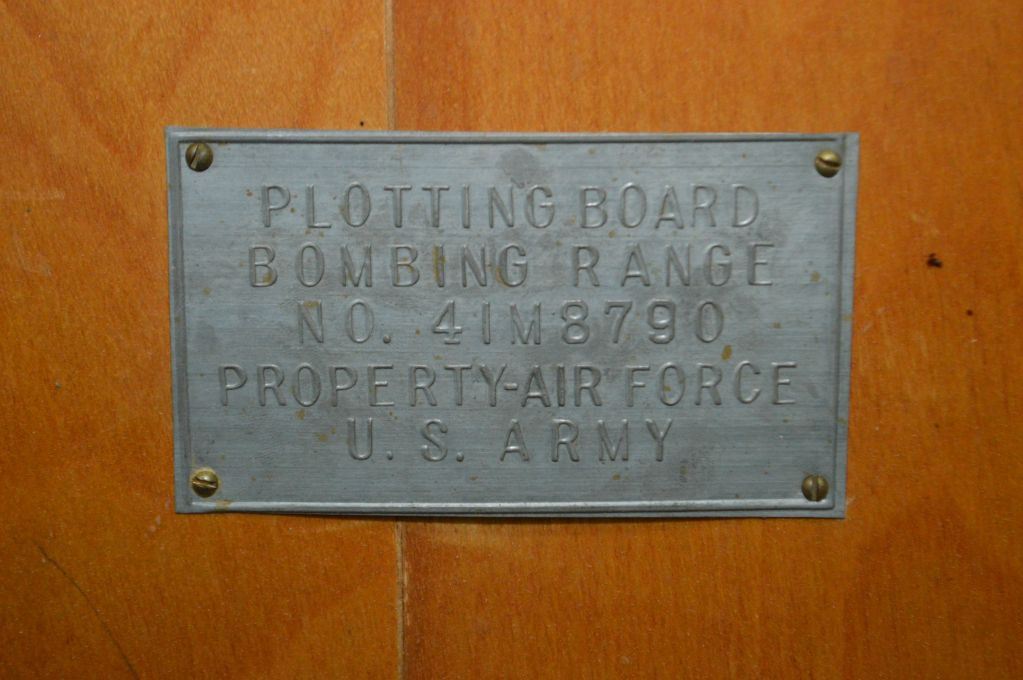 PLOTTING BOARD
BOMBING RANGE
NO. 41M8790
PROPERTY-AIR FORCE
U. S. ARMY